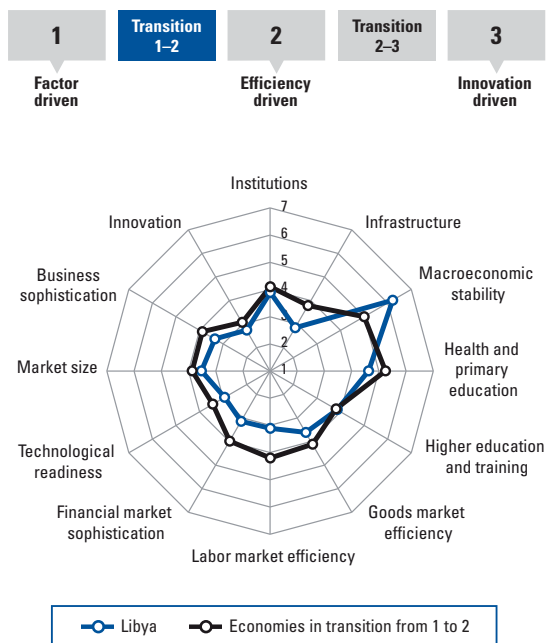 1
Transition
1–2
2
Transition
2–3
3
Factor
driven
Efficiency
driven
Innovation
driven
Institutions
7
6
5
4
3
2
1
Infrastructure
Macroeconomic
stability
Health and
primary
education
Higher education
and training
Goods market
efficiency
Labor market efficiency
Financial market
sophistication
Technological
readiness
Market size
Business
sophistication
Innovation
Libya
Economies in transition from 1 to 2